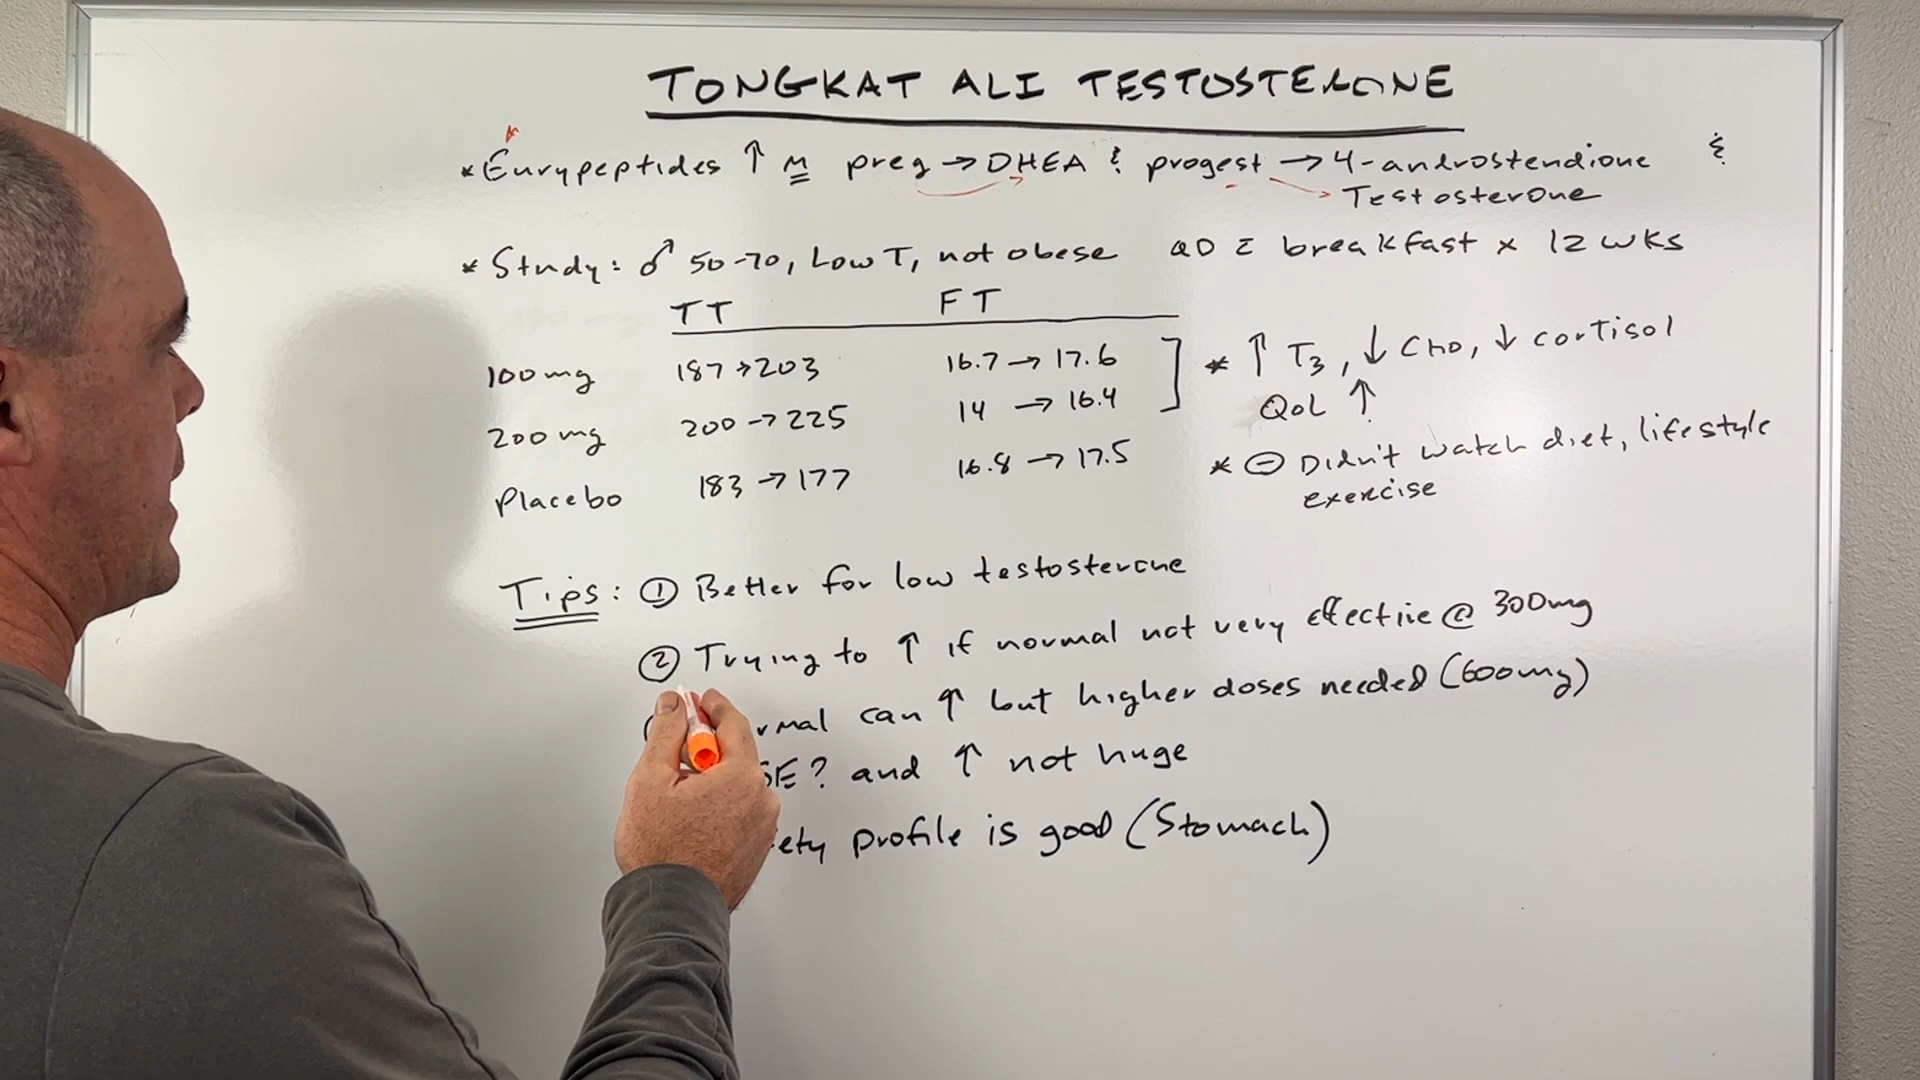 TONGKAT ALI TESTOSTERONE
* Eurypeptides ↑ m preg → DHEA & progest → 4-androstendione &
Testosterone
* Study: ♂ 50-70, Low T, not obese QD c breakfast x 12 wks
TT FT
100mg 187→203 16.7→17.6
200mg 200→225 14→16.4
Placebo 183→177 16.8→17.5
* ↑ T3, ↓ Cho, ↓ cortisol
QoL ↑
* ⊖ Didn't watch diet, lifestyle
exercise
Tips: ① Better for low testosterone
② Trying to ↑ if normal not very effective @ 300mg
can ↑ but higher doses needed (600mg)
SE? and ↑ not huge
profile is good (Stomach)